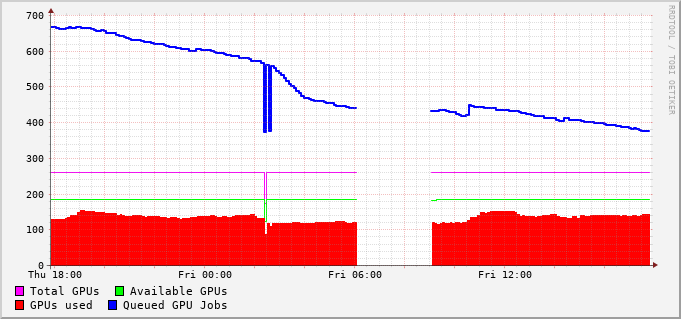 700
600
500
400
300
200
100
0
Thu 18:00 Fri 00:00 Fri 06:00 Fri 12:00
Total GPUs Available GPUs
GPUs used Queued GPU Jobs
RRDTOOL / TOBI OETIKER